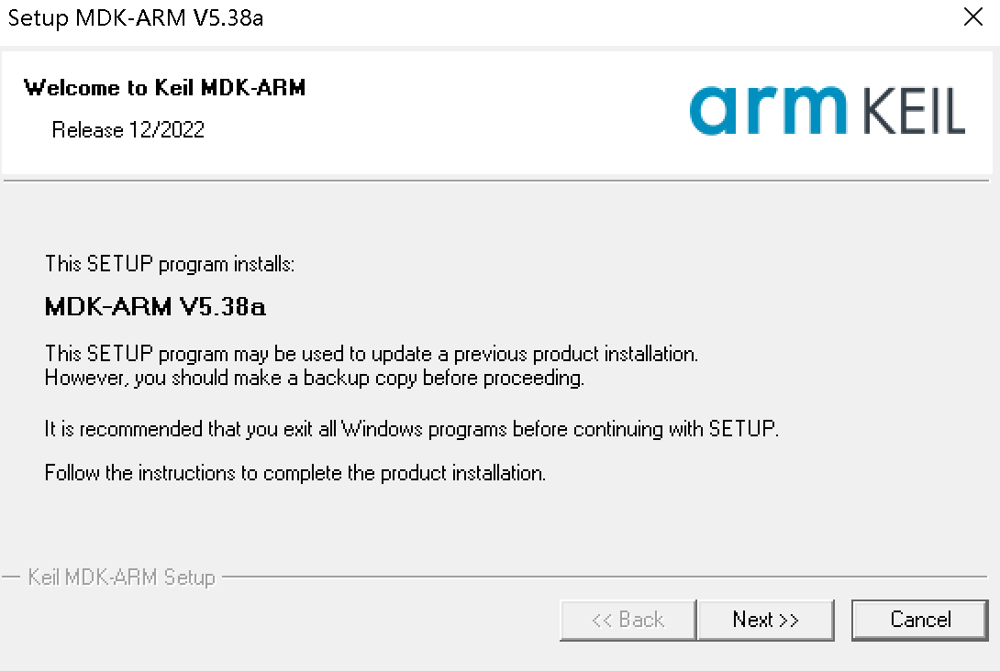 Setup MDK-ARM V5.38a
Welcome to Keil MDK-ARM
Release 12/2022
arm KEIL
This SETUP program installs:
MDK-ARM V5.38a
This SETUP program may be used to update a previous product installation.
However, you should make a backup copy before proceeding.
It is recommended that you exit all Windows programs before continuing with SETUP.
Follow the instructions to complete the product installation.
Keil MDK-ARM Setup
<< Back
Next >>
Cancel